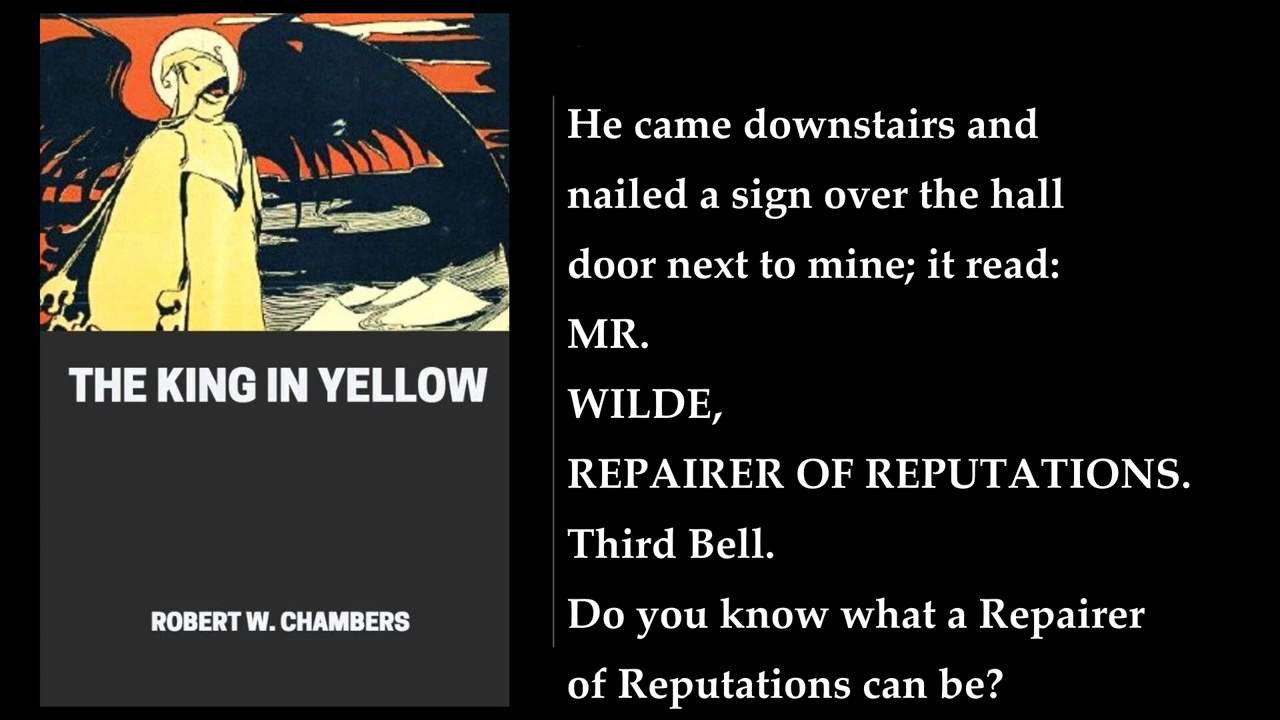 THE KING IN YELLOW
ROBERT W. CHAMBERS
He came downstairs and
nailed a sign over the hall
door next to mine; it read:
MR.
WILDE,
REPAIRER OF REPUTATIONS.
Third Bell.
Do you know what a Repairer
of Reputations can be?